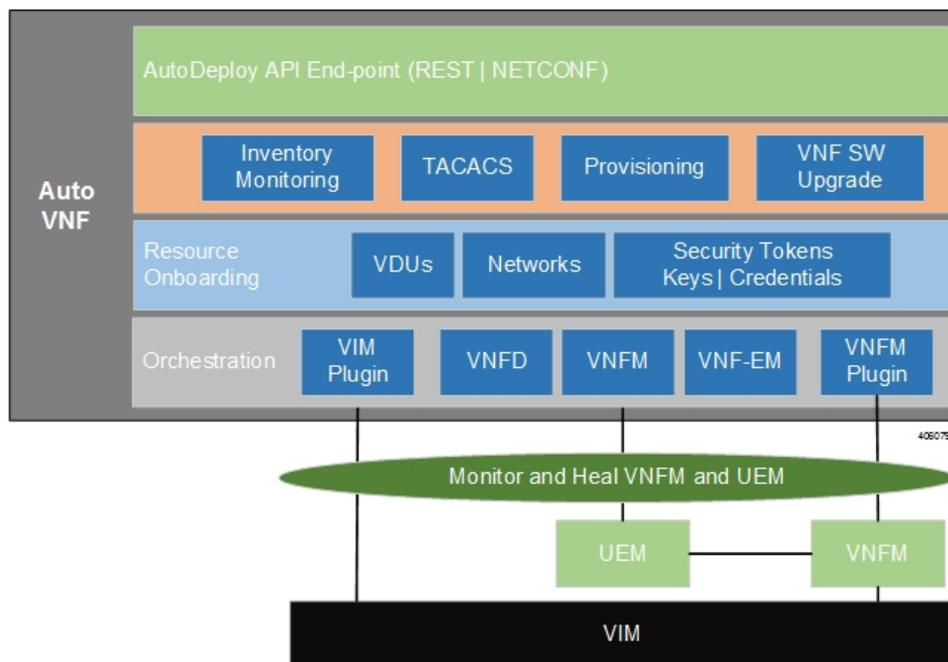 AutoDeploy API End-point (REST | NETCONF)
Auto
VNF
Inventory
Monitoring
TACACS
Provisioning
VNF SW
Upgrade
Resource
Onboarding
VDUs
Networks
Security Tokens
Keys | Credentials
Orchestration
VIM
Plugin
VNFD
VNFM
VNF-EM
VNFM
Plugin
Monitor and Heal VNFM and UEM
UEM
VNFM
VIM